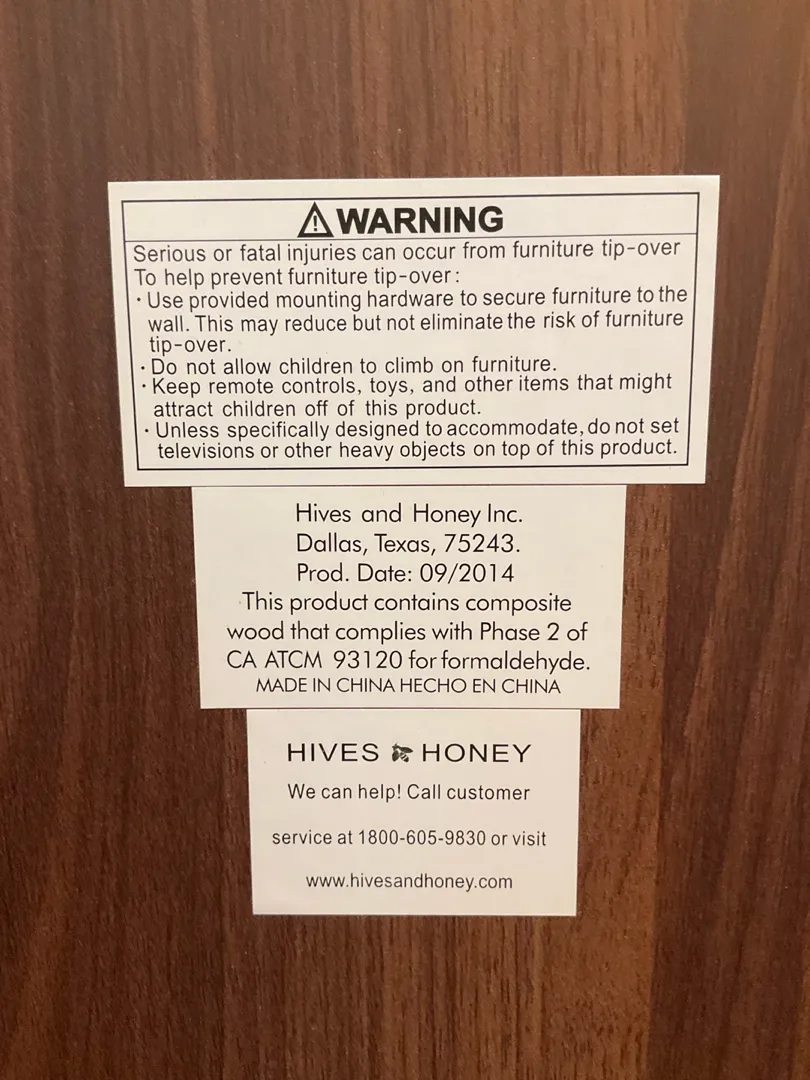 WARNING
Serious or fatal injuries can occur from furniture tip-over
To help prevent furniture tip-over:
· Use provided mounting hardware to secure furniture to the
wall. This may reduce but not eliminate the risk of furniture
tip-over.
· Do not allow children to climb on furniture.
· Keep remote controls, toys, and other items that might
attract children off of this product.
· Unless specifically designed to accommodate, do not set
televisions or other heavy objects on top of this product.
Hives and Honey Inc.
Dallas, Texas, 75243.
Prod. Date: 09/2014
This product contains composite
wood that complies with Phase 2 of
CA ATCM 93120 for formaldehyde.
MADE IN CHINA HECHO EN CHINA
HIVES HONEY
We can help! Call customer
service at 1800-605-9830 or visit
www.hivesandhoney.com